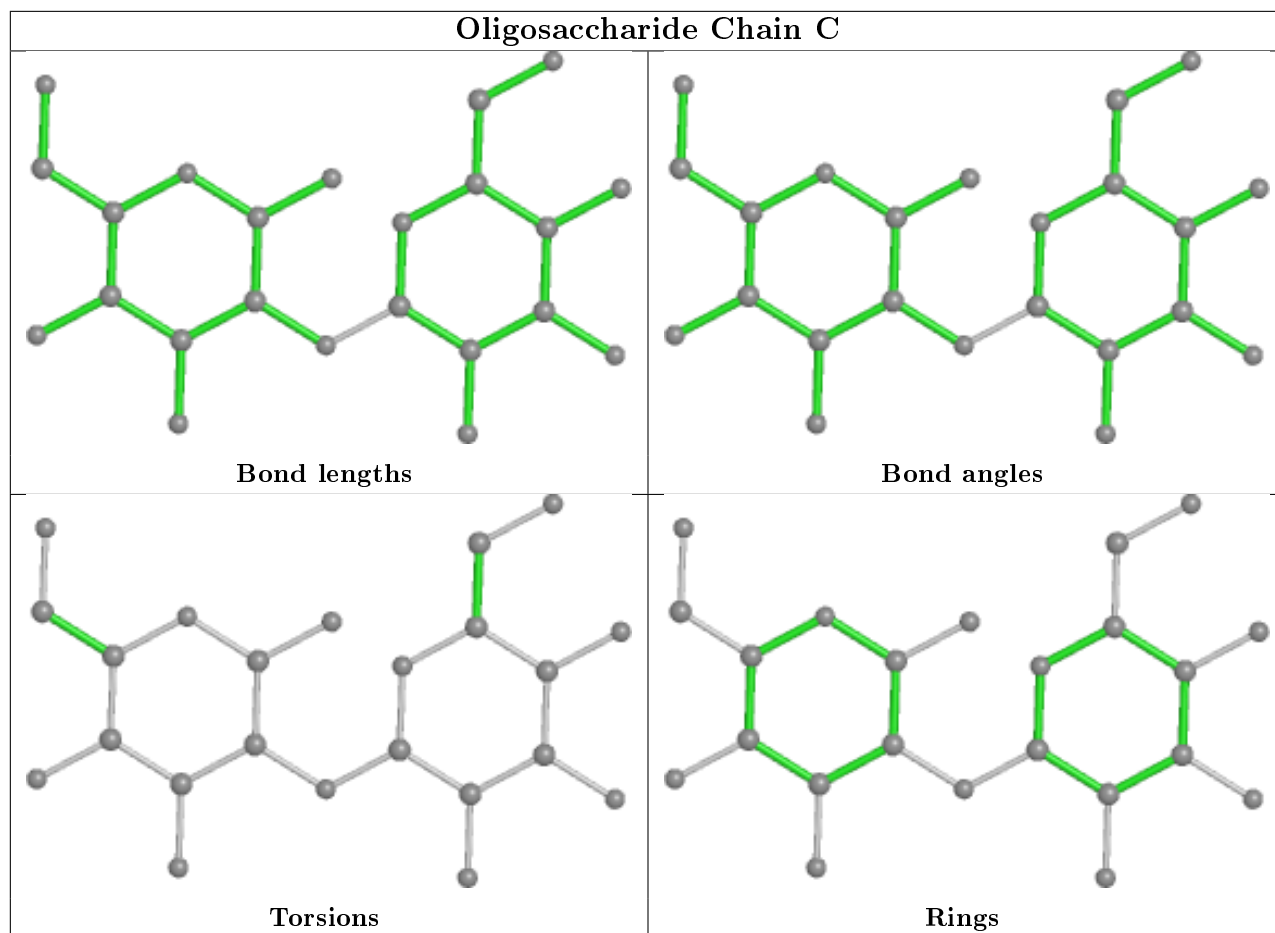 Oligosaccharide Chain C
Bond lengths
Bond angles
Torsions
Rings